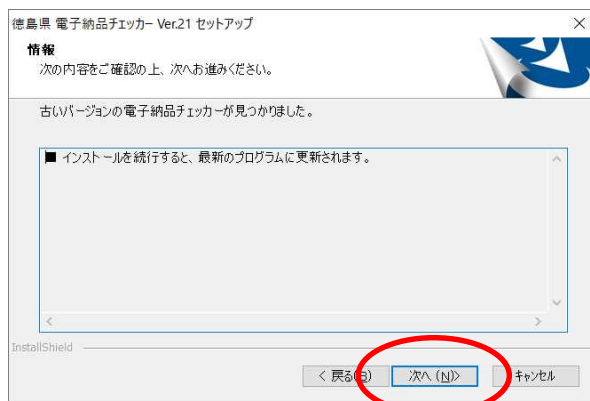 徳島県 電子納品チェッカー Ver.21 セットアップ
情報
次の内容をご確認の上、次へお進みください。
古いバージョンの電子納品チェッカーが見つかりました。
■ インストールを続行すると、最新のプログラムに更新されます。
InstallShield
< 戻る(B) 次へ (N)> キャンセル